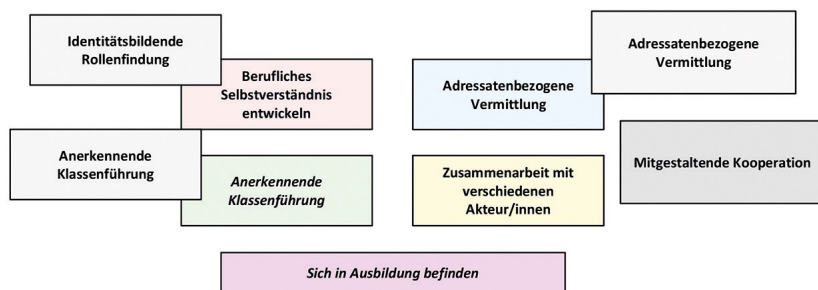 Identitätsbildende
Rollenfindung
Berufliches
Selbstverständnis
entwickeln
Adressatenbezogene
Vermittlung
Adressatenbezogene
Vermittlung
Anerkennende
Klassenführung
Anerkennende
Klassenführung
Zusammenarbeit mit
verschiedenen
Akteur/innen
Mitgestaltende Kooperation
Sich in Ausbildung befinden